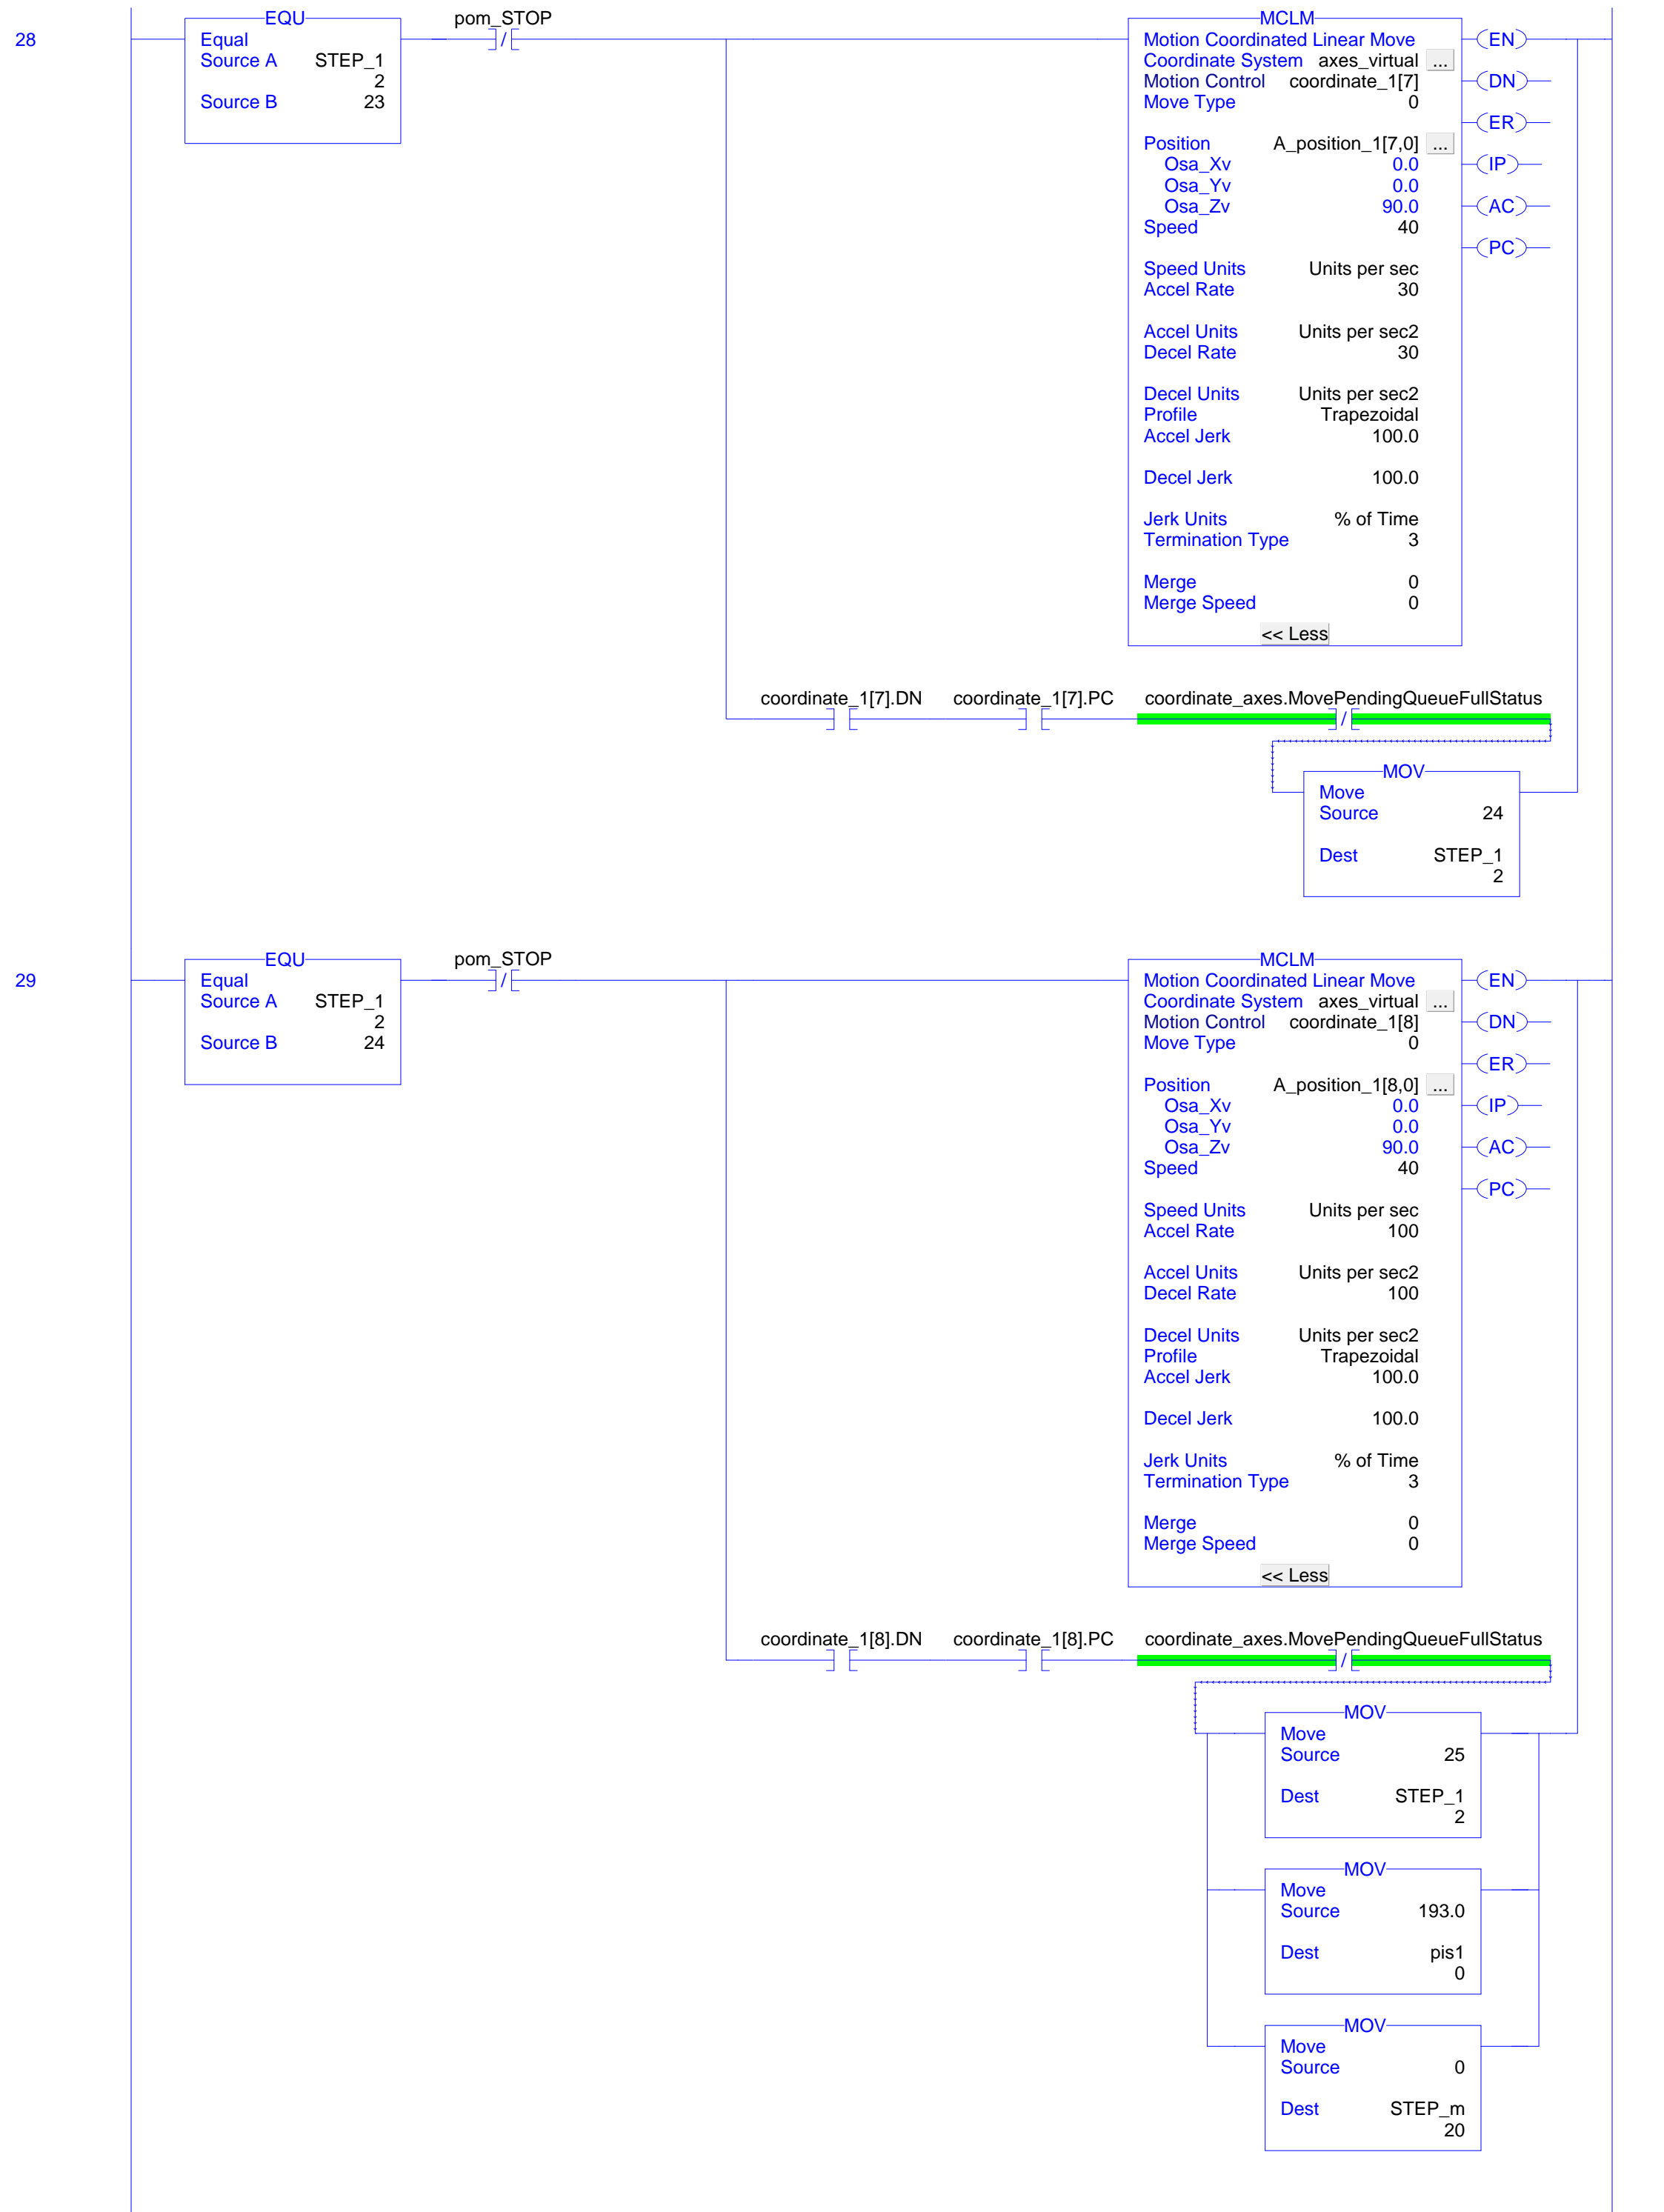 28
EQU
Equal
Source A STEP_1
2
Source B 23
pom_STOP
MCLM
Motion Coordinated Linear Move
Coordinate System axes_virtual ...
Motion Control coordinate_1[7]
Move Type 0
Position A_position_1[7,0] ...
Osa_Xv 0.0
Osa_Yv 0.0
Osa_Zv 90.0
Speed 40
Speed Units Units per sec
Accel Rate 30
Accel Units Units per sec2
Decel Rate 30
Decel Units Units per sec2
Profile Trapezoidal
Accel Jerk 100.0
Decel Jerk 100.0
Jerk Units % of Time
Termination Type 3
Merge 0
Merge Speed 0
<< Less
EN
DN
ER
IP
AC
PC
coordinate_1[7].DN coordinate_1[7].PC coordinate_axes.MovePendingQueueFullStatus
MOV
Move
Source 24
Dest STEP_1
2
29
EQU
Equal
Source A STEP_1
2
Source B 24
pom_STOP
MCLM
Motion Coordinated Linear Move
Coordinate System axes_virtual ...
Motion Control coordinate_1[8]
Move Type 0
Position A_position_1[8,0] ...
Osa_Xv 0.0
Osa_Yv 0.0
Osa_Zv 90.0
Speed 40
Speed Units Units per sec
Accel Rate 100
Accel Units Units per sec2
Decel Rate 100
Decel Units Units per sec2
Profile Trapezoidal
Accel Jerk 100.0
Decel Jerk 100.0
Jerk Units % of Time
Termination Type 3
Merge 0
Merge Speed 0
<< Less
EN
DN
ER
IP
AC
PC
coordinate_1[8].DN coordinate_1[8].PC coordinate_axes.MovePendingQueueFullStatus
MOV
Move
Source 25
Dest STEP_1
2
MOV
Move
Source 193.0
Dest pis1
0
MOV
Move
Source 0
Dest STEP_m
20